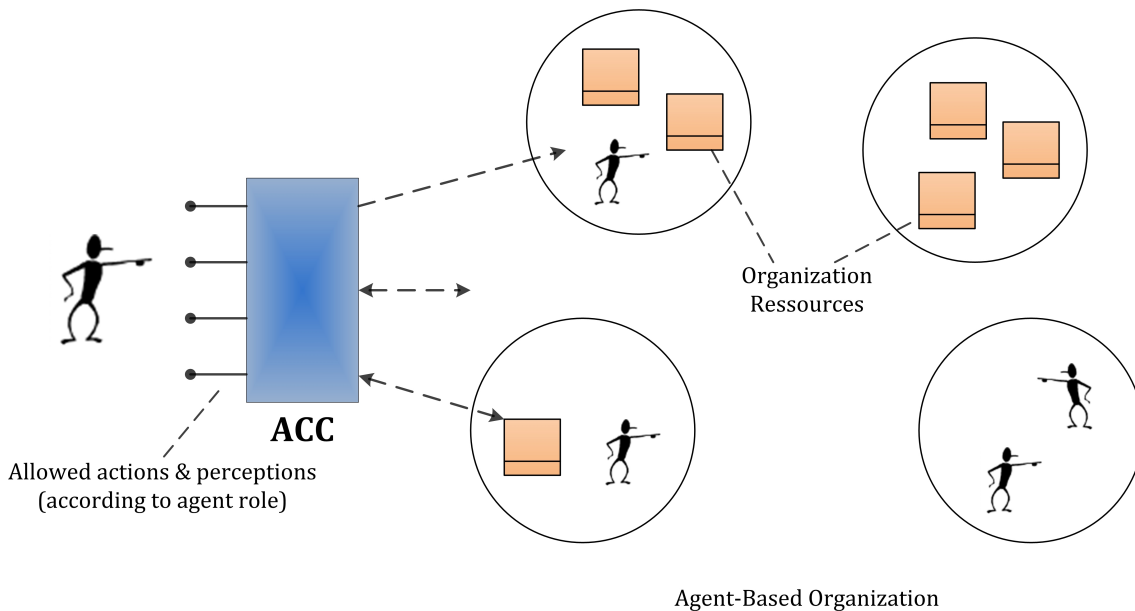 Organization
Ressources
ACC
Allowed actions & perceptions
(according to agent role)
Agent-Based Organization